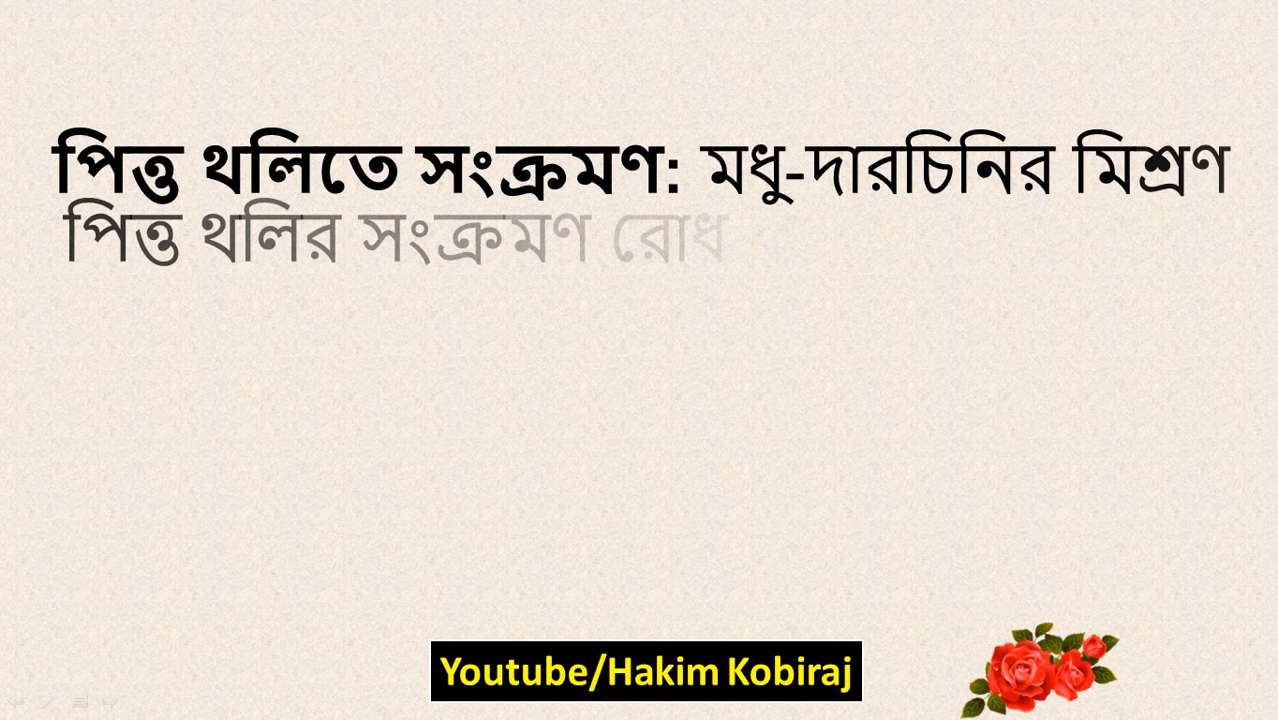 পিত্ত থলিতে সংক্রমণ: মধু-দারচিনির মিশ্রণ
পিত্ত থলির সংক্রমণ রোধ
Youtube/Hakim Kobiraj